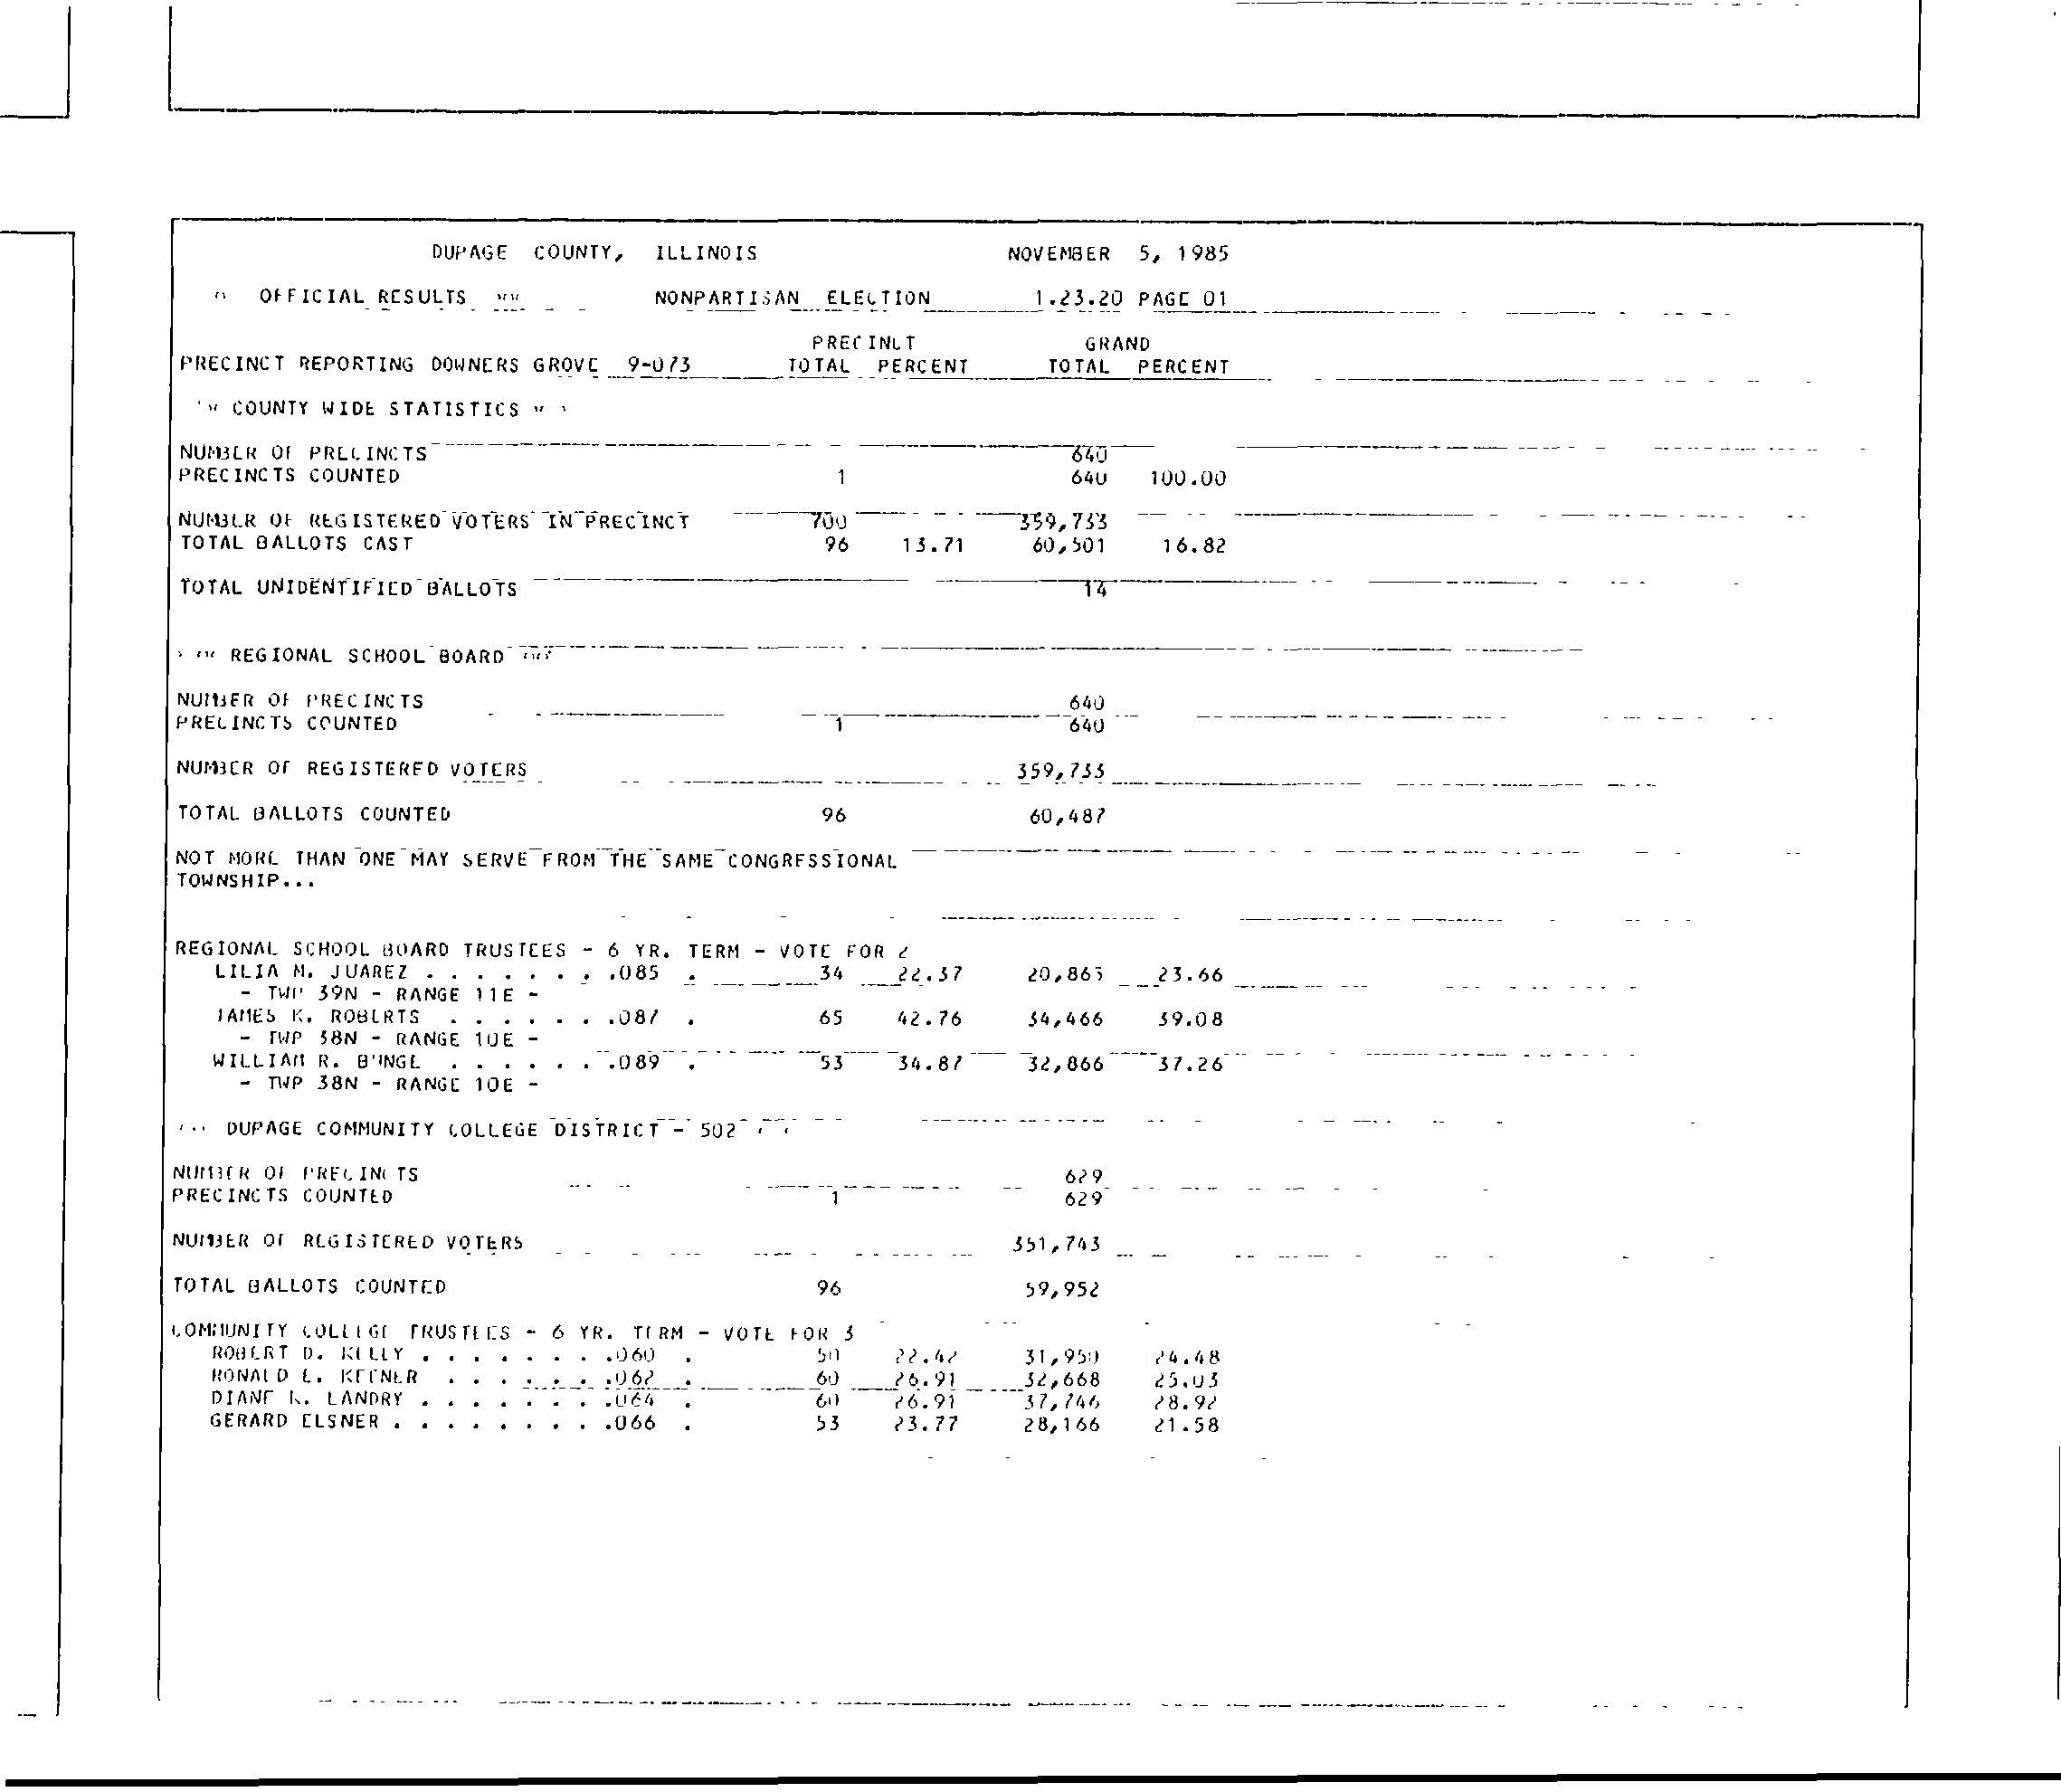 DUPAGE COUNTY, ILLINOIS NOVEMBER 5, 1985
OFFICIAL RESULTS NONPARTISAN ELECTION 1.23.20 PAGE 01
PRECINCT GRAND
PRECINCT REPORTING DOWNERS GROVE 9-073 TOTAL PERCENT TOTAL PERCENT
COUNTY WIDE STATISTICS
NUMBER OF PRECINCTS 640
PRECINCTS COUNTED 1 640 100.00
NUMBER OF REGISTERED VOTERS IN PRECINCT 700 359,733
TOTAL BALLOTS CAST 96 13.71 60,501 16.82
TOTAL UNIDENTIFIED BALLOTS 14
REGIONAL SCHOOL BOARD
NUMBER OF PRECINCTS 640
PRECINCTS COUNTED 1 640
NUMBER OF REGISTERED VOTERS 359,733
TOTAL BALLOTS COUNTED 96 60,487
NOT MORE THAN ONE MAY SERVE FROM THE SAME CONGRESSIONAL
TOWNSHIP...
REGIONAL SCHOOL BOARD TRUSTEES - 6 YR. TERM - VOTE FOR 2
LILIA M. JUAREZ . . . . . . . .085 . 34 22.37 20,865 23.66
- TWP 39N - RANGE 11E -
JAMES K. ROBERTS . . . . . . .087 . 65 42.76 34,466 39.08
- TWP 38N - RANGE 10E -
WILLIAM R. BUNGE . . . . . . .089 . 53 34.87 32,866 37.26
- TWP 38N - RANGE 10E -
DUPAGE COMMUNITY COLLEGE DISTRICT - 502
NUMBER OF PRECINCTS 629
PRECINCTS COUNTED 1 629
NUMBER OF REGISTERED VOTERS 351,743
TOTAL BALLOTS COUNTED 96 59,952
COMMUNITY COLLEGE TRUSTEES - 6 YR. TERM - VOTE FOR 3
ROBERT D. KELLY . . . . . . . .060 . 50 22.42 31,950 24.48
RONALD E. KEENER . . . . . . .062 . 60 26.91 32,668 25.03
DIANE K. LANDRY . . . . . . . .064 . 60 26.91 37,746 28.92
GERARD ELSNER . . . . . . . . .066 . 53 23.77 28,166 21.58